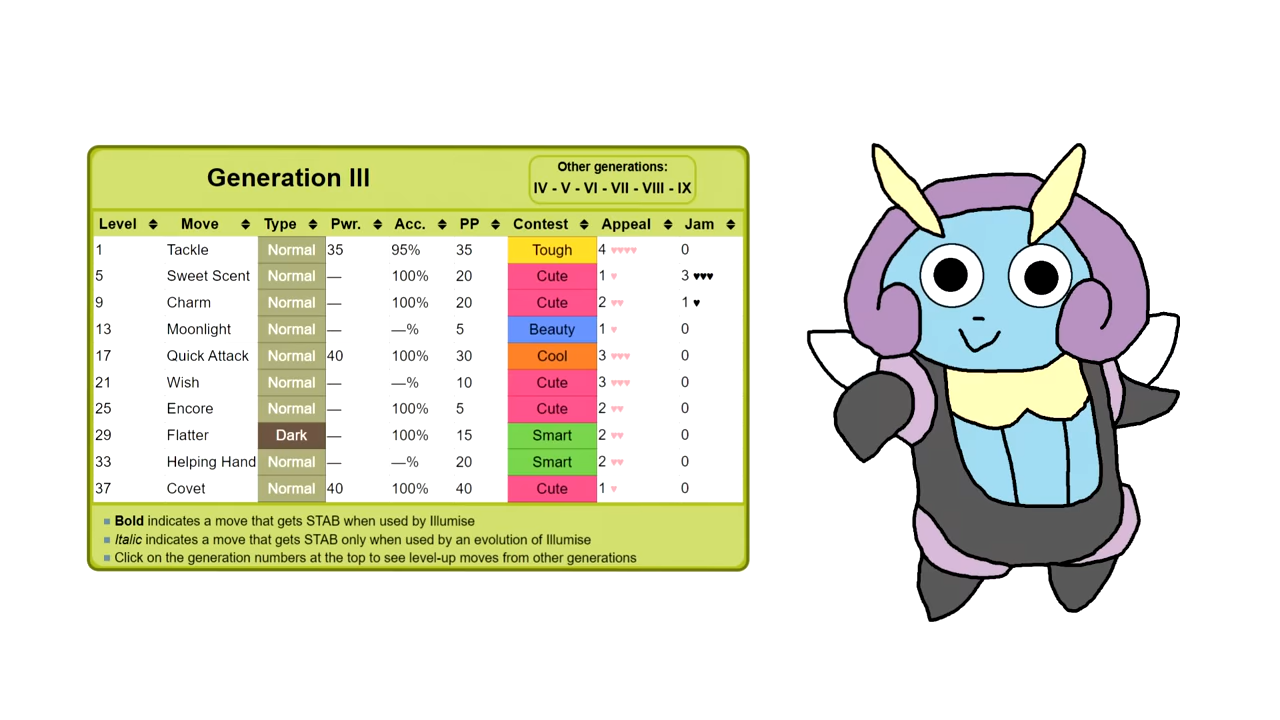 Generation III
Other generations:
IV - V - VI - VII - VIII - IX
Level Move Type Pwr. Acc. PP Contest Appeal Jam
1 Tackle Normal 35 95% 35 Tough 4 ♥♥♥♥ 0
5 Sweet Scent Normal — 100% 20 Cute 1 ♥ 3 ♥♥♥
9 Charm Normal — 100% 20 Cute 2 ♥♥ 1 ♥
13 Moonlight Normal — —% 5 Beauty 1 ♥ 0
17 Quick Attack Normal 40 100% 30 Cool 3 ♥♥♥ 0
21 Wish Normal — —% 10 Cute 3 ♥♥♥ 0
25 Encore Normal — 100% 5 Cute 2 ♥♥ 0
29 Flatter Dark — 100% 15 Smart 2 ♥♥ 0
33 Helping Hand Normal — —% 20 Smart 2 ♥♥ 0
37 Covet Normal 40 100% 40 Cute 1 ♥ 0
Bold indicates a move that gets STAB when used by Illumise
Italic indicates a move that gets STAB only when used by an evolution of Illumise
Click on the generation numbers at the top to see level-up moves from other generations